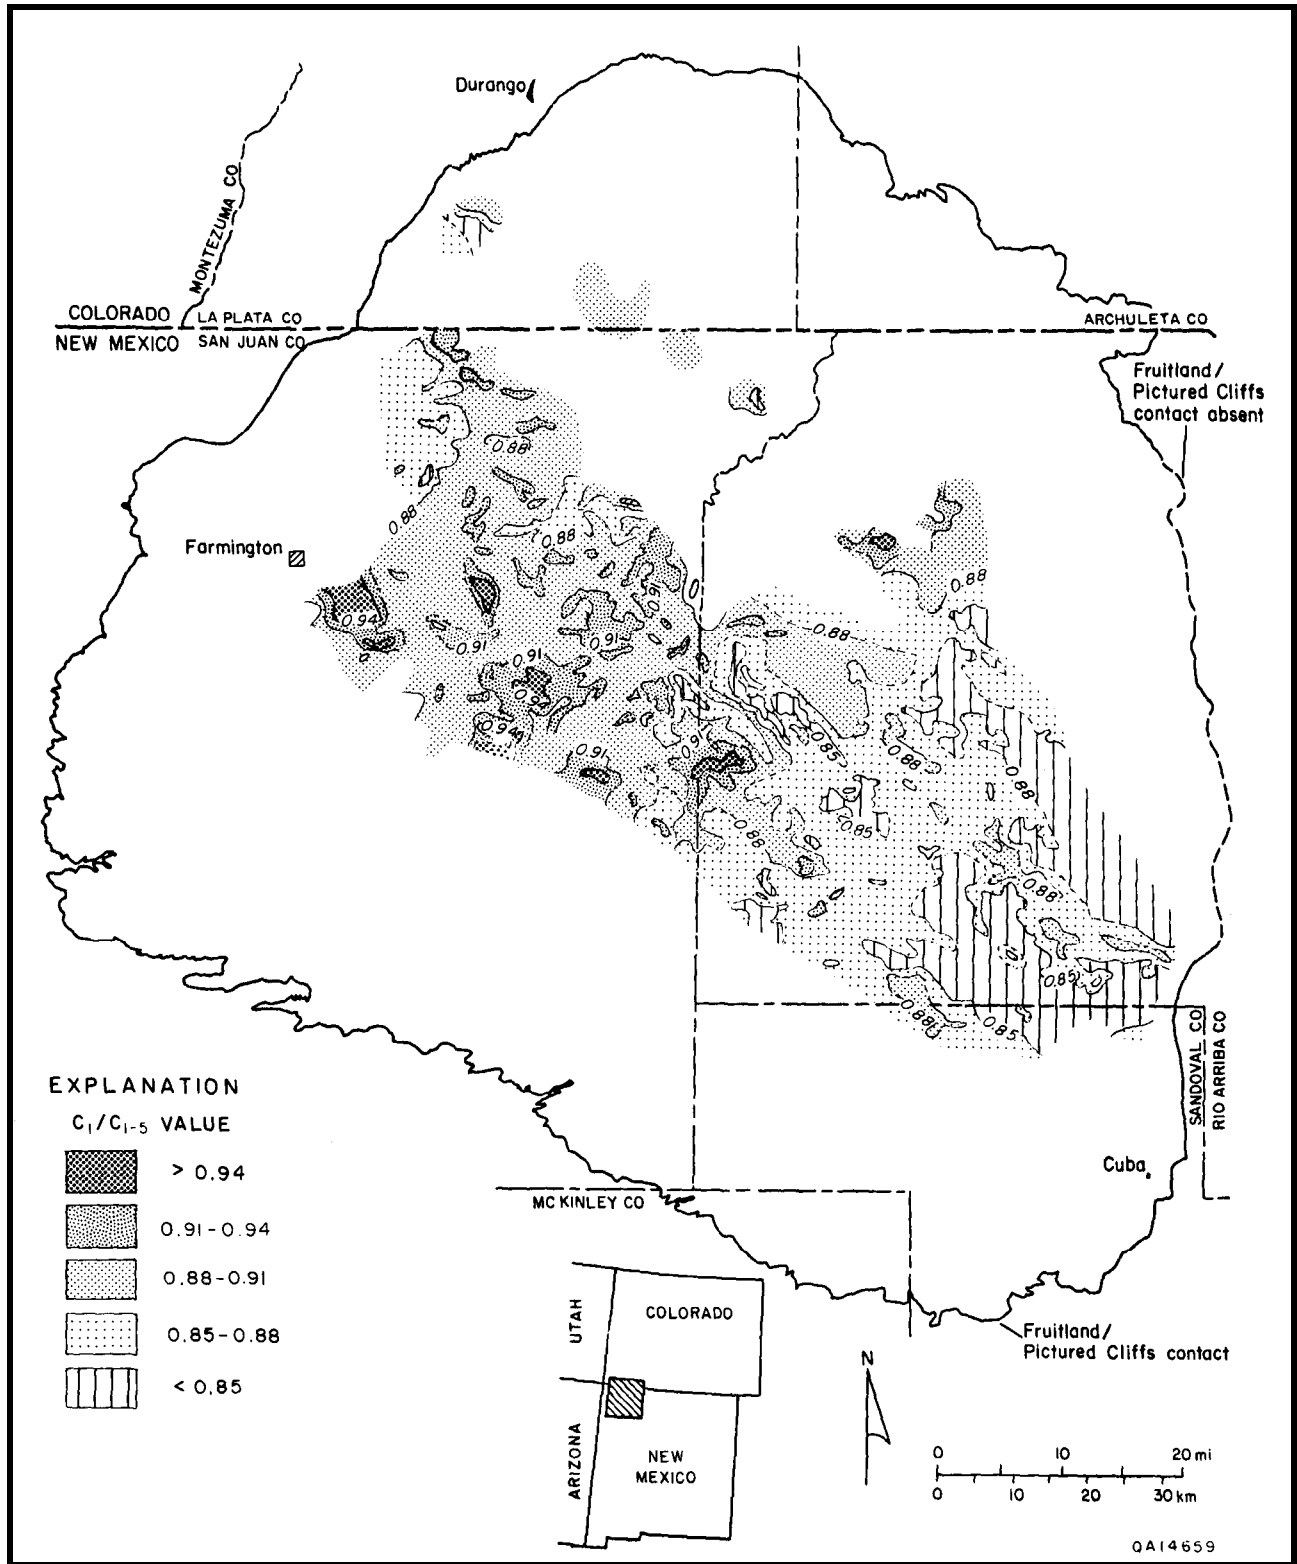 Durango
MONTEZUMA CO
COLORADO
LA PLATA CO
ARCHULETA CO
NEW MEXICO
SAN JUAN CO
Fruitland/
Pictured Cliffs
contact absent
0.88
0.88
0.88
Farmington
0.88
0.91
0.94
0.88
0.91
0.91
0.91
0.94
0.91
0.85
0.88
0.91
0.88
0.85
0.88
0.88
0.85
0.88
0.85
SANDOVAL CO
RIO ARRIBA CO
EXPLANATION
C₁/C₁₋₅ VALUE
> 0.94
0.91-0.94
0.88-0.91
0.85-0.88
< 0.85
Cuba
MC KINLEY CO
Fruitland/
Pictured Cliffs contact
UTAH
COLORADO
ARIZONA
NEW
MEXICO
N
0 10 20 mi
0 10 20 30 km
QA14659